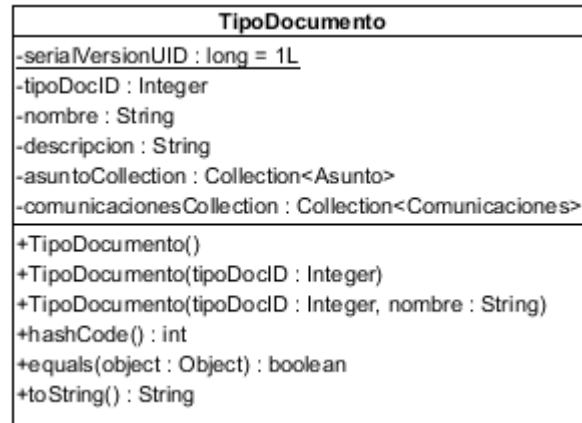 TipoDocumento
-serialVersionUID : long = 1L
-tipoDocID : Integer
-nombre : String
-descripcion : String
-asuntoCollection : Collection<Asunto>
-comunicacionesCollection : Collection<Comunicaciones>
+TipoDocumento()
+TipoDocumento(tipoDocID : Integer)
+TipoDocumento(tipoDocID : Integer, nombre : String)
+hashCode() : int
+equals(object : Object) : boolean
+toString() : String